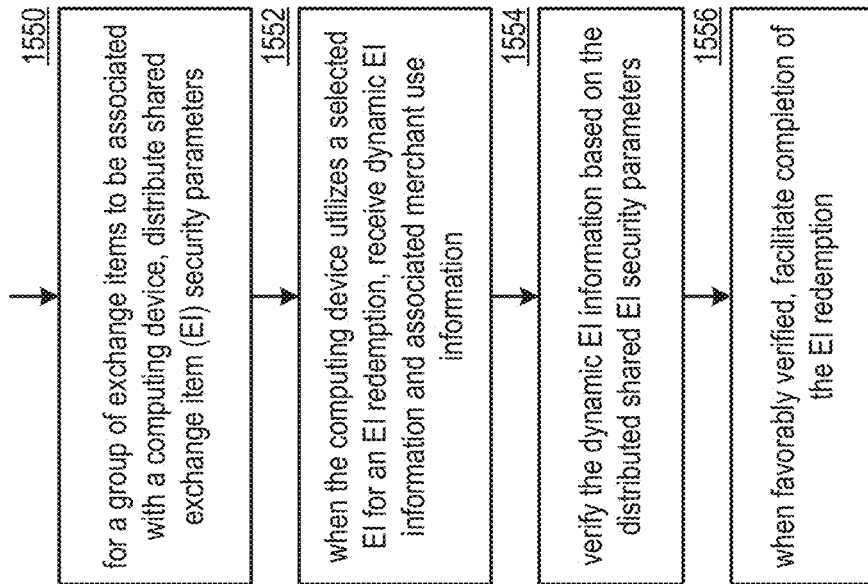 1550
for a group of exchange items to be associated
with a computing device, distribute shared
exchange item (EI) security parameters
1552
when the computing device utilizes a selected
EI for an EI redemption, receive dynamic EI
information and associated merchant use
information
1554
verify the dynamic EI information based on the
distributed shared EI security parameters
1556
when favorably verified, facilitate completion of
the EI redemption